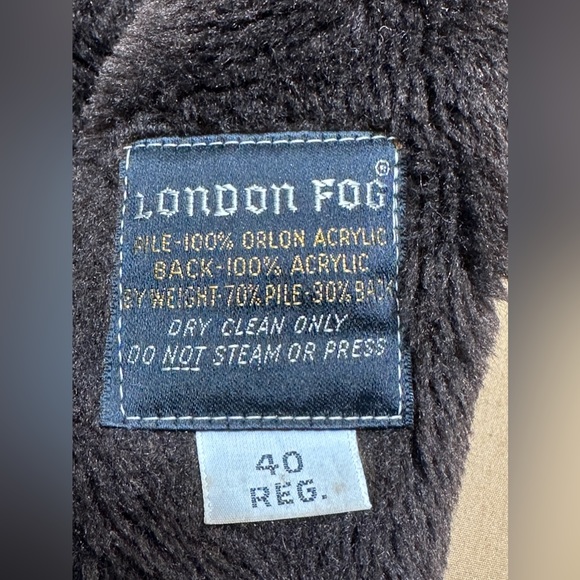 LONDON FOG®
PILE-100% ORLON ACRYLIC
BACK-100% ACRYLIC
BY WEIGHT-70% PILE-30% BACK
DRY CLEAN ONLY
DO NOT STEAM OR PRESS
40
REG.